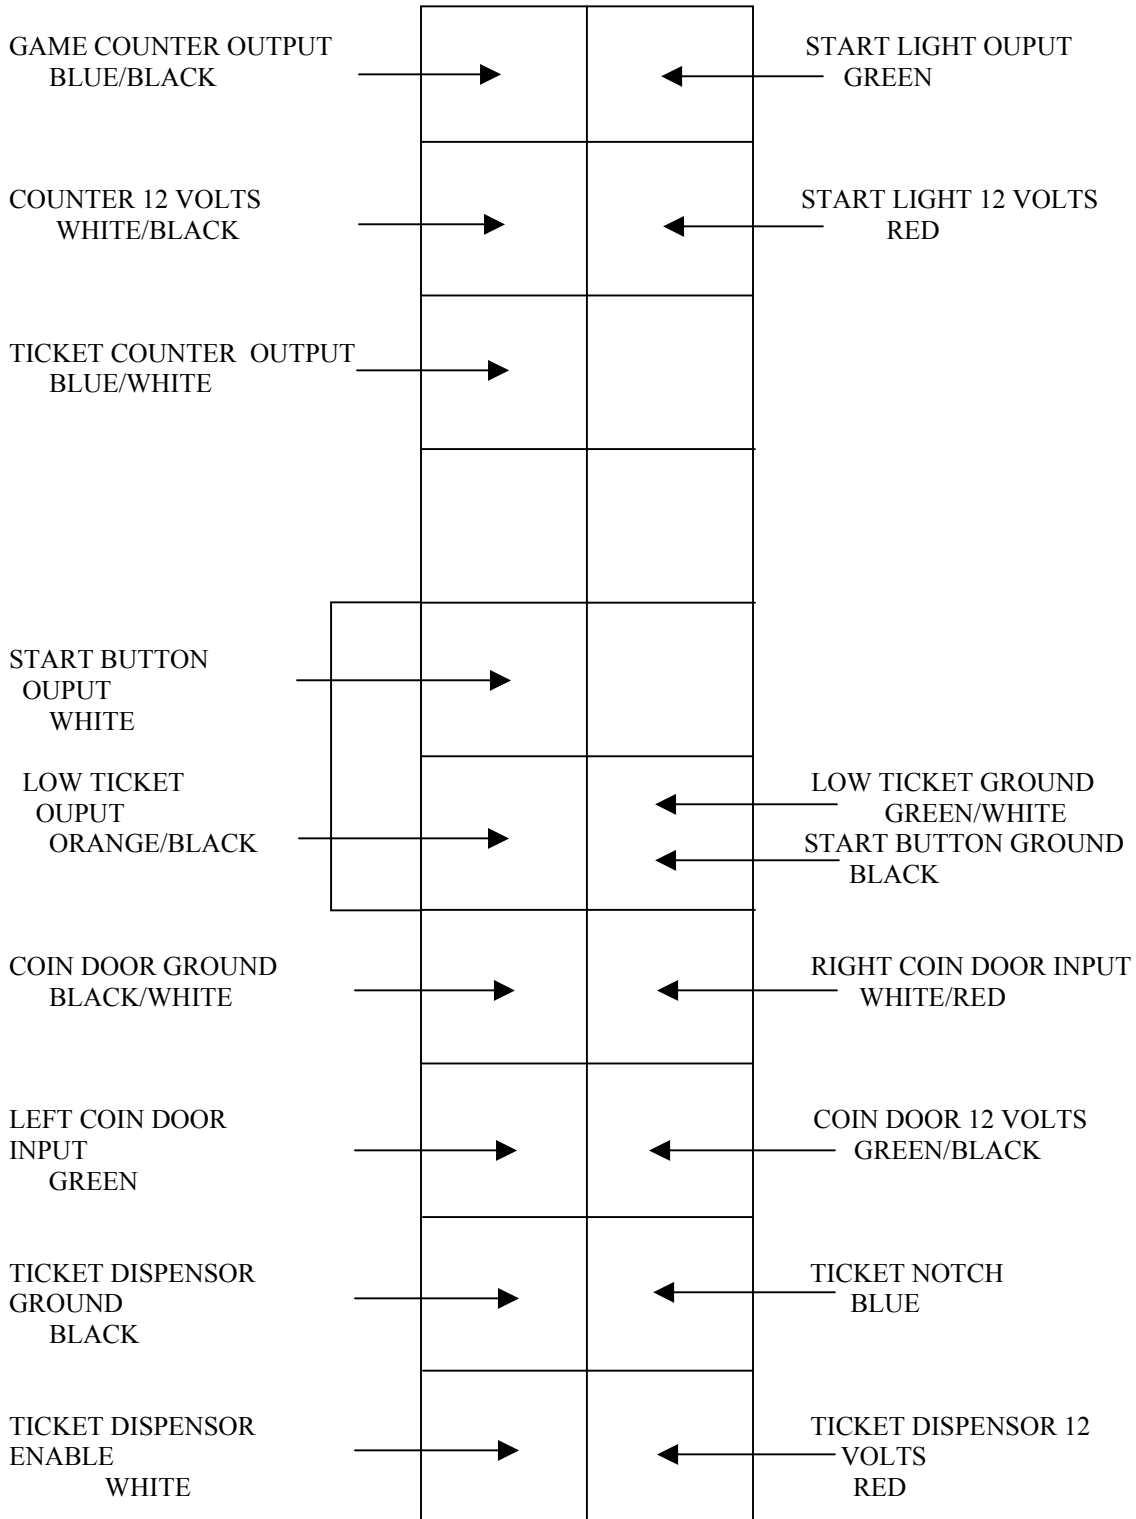 GAME COUNTER OUTPUT
BLUE/BLACK
START LIGHT OUPUT
GREEN
COUNTER 12 VOLTS
WHITE/BLACK
START LIGHT 12 VOLTS
RED
TICKET COUNTER OUTPUT
BLUE/WHITE
START BUTTON
OUPUT
WHITE
LOW TICKET
OUPUT
ORANGE/BLACK
LOW TICKET GROUND
GREEN/WHITE
START BUTTON GROUND
BLACK
COIN DOOR GROUND
BLACK/WHITE
RIGHT COIN DOOR INPUT
WHITE/RED
LEFT COIN DOOR
INPUT
GREEN
COIN DOOR 12 VOLTS
GREEN/BLACK
TICKET DISPENSOR
GROUND
BLACK
TICKET NOTCH
BLUE
TICKET DISPENSOR
ENABLE
WHITE
TICKET DISPENSOR 12
VOLTS
RED